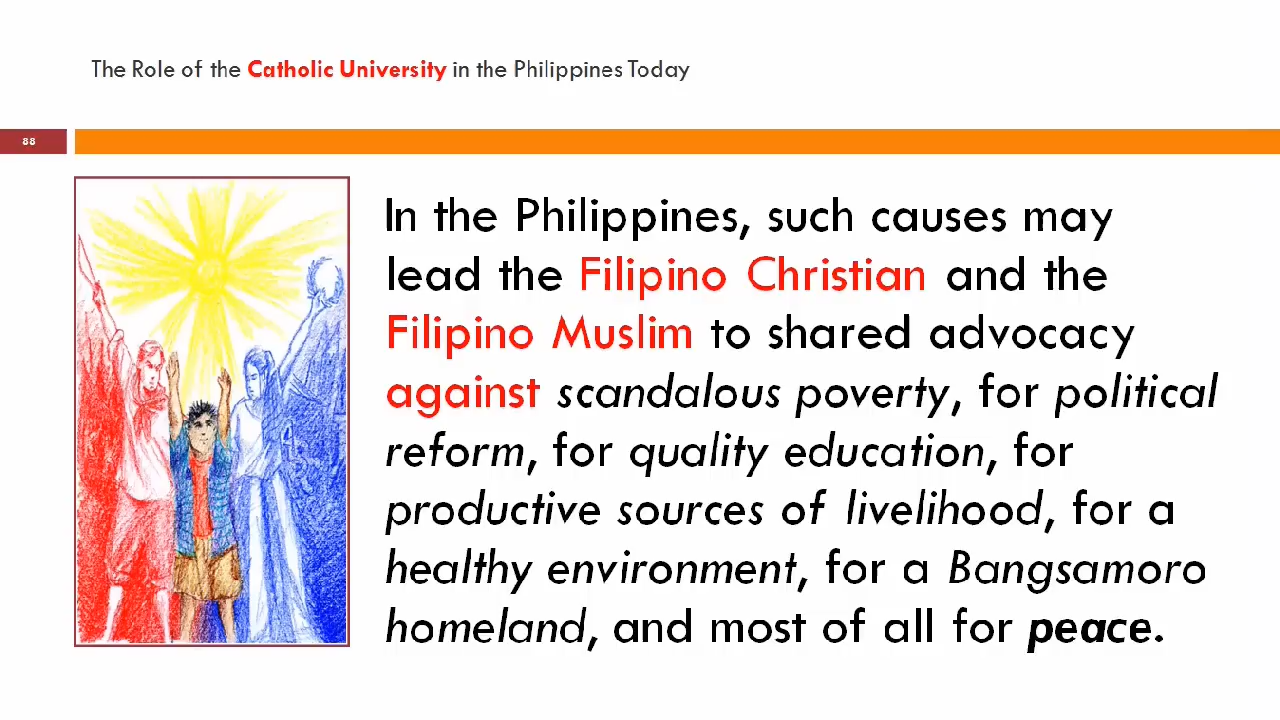 The Role of the Catholic University in the Philippines Today
88
In the Philippines, such causes may
lead the Filipino Christian and the
Filipino Muslim to shared advocacy
against scandalous poverty, for political
reform, for quality education, for
productive sources of livelihood, for a
healthy environment, for a Bangsamoro
homeland, and most of all for peace.